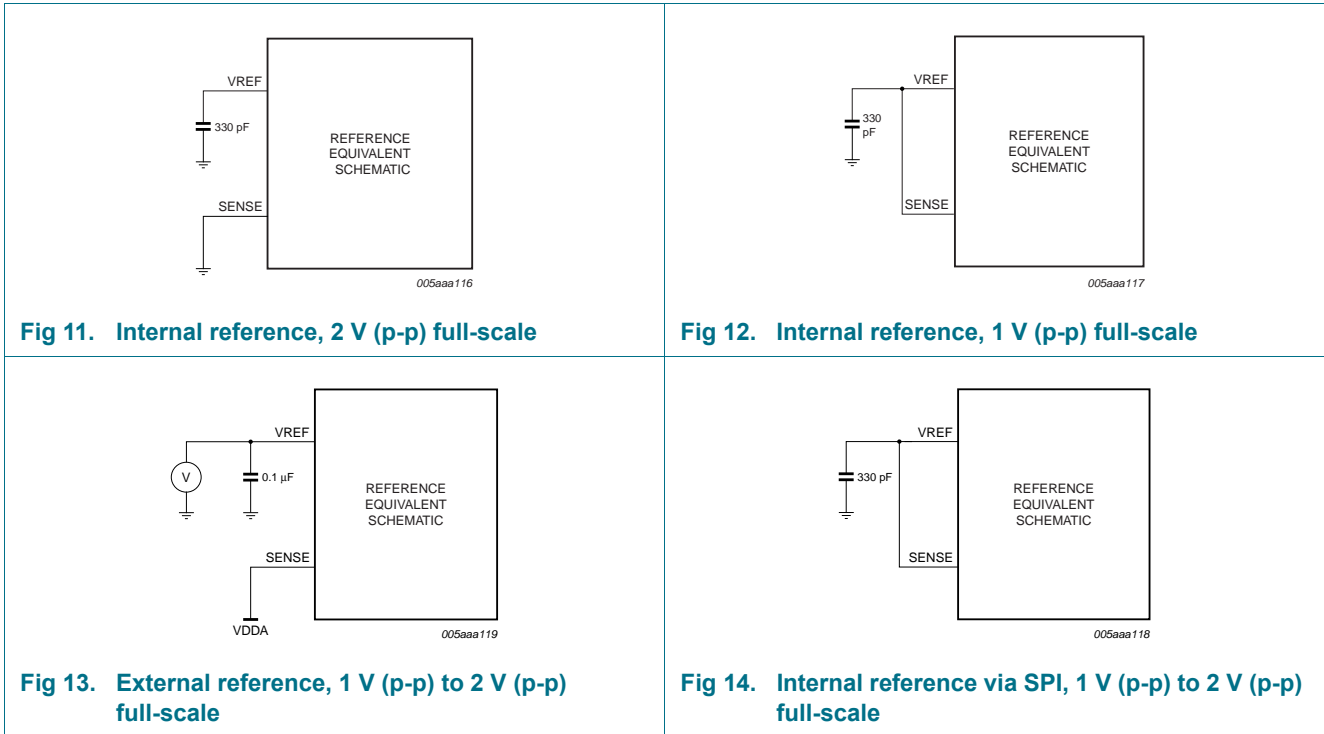 VREF
330 pF
REFERENCE
EQUIVALENT
SCHEMATIC
SENSE
005aaa116
Fig 11. Internal reference, 2 V (p-p) full-scale
VREF
330
pF
REFERENCE
EQUIVALENT
SCHEMATIC
SENSE
005aaa117
Fig 12. Internal reference, 1 V (p-p) full-scale
VREF
V
0.1 μF
REFERENCE
EQUIVALENT
SCHEMATIC
SENSE
VDDA
005aaa119
Fig 13. External reference, 1 V (p-p) to 2 V (p-p)
full-scale
VREF
330 pF
REFERENCE
EQUIVALENT
SCHEMATIC
SENSE
005aaa118
Fig 14. Internal reference via SPI, 1 V (p-p) to 2 V (p-p)
full-scale